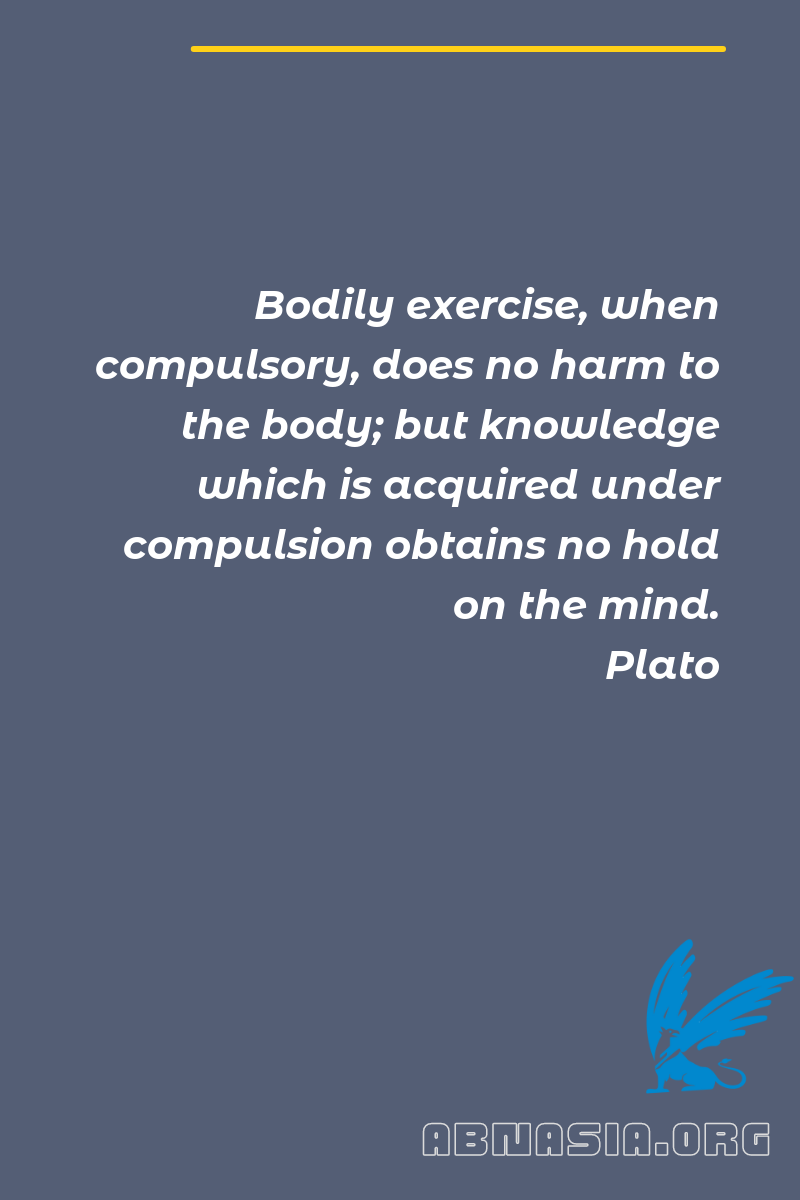 Bodily exercise, when
compulsory, does no harm to
the body; but knowledge
which is acquired under
compulsion obtains no hold
on the mind.
Plato
ABNASIA.ORG